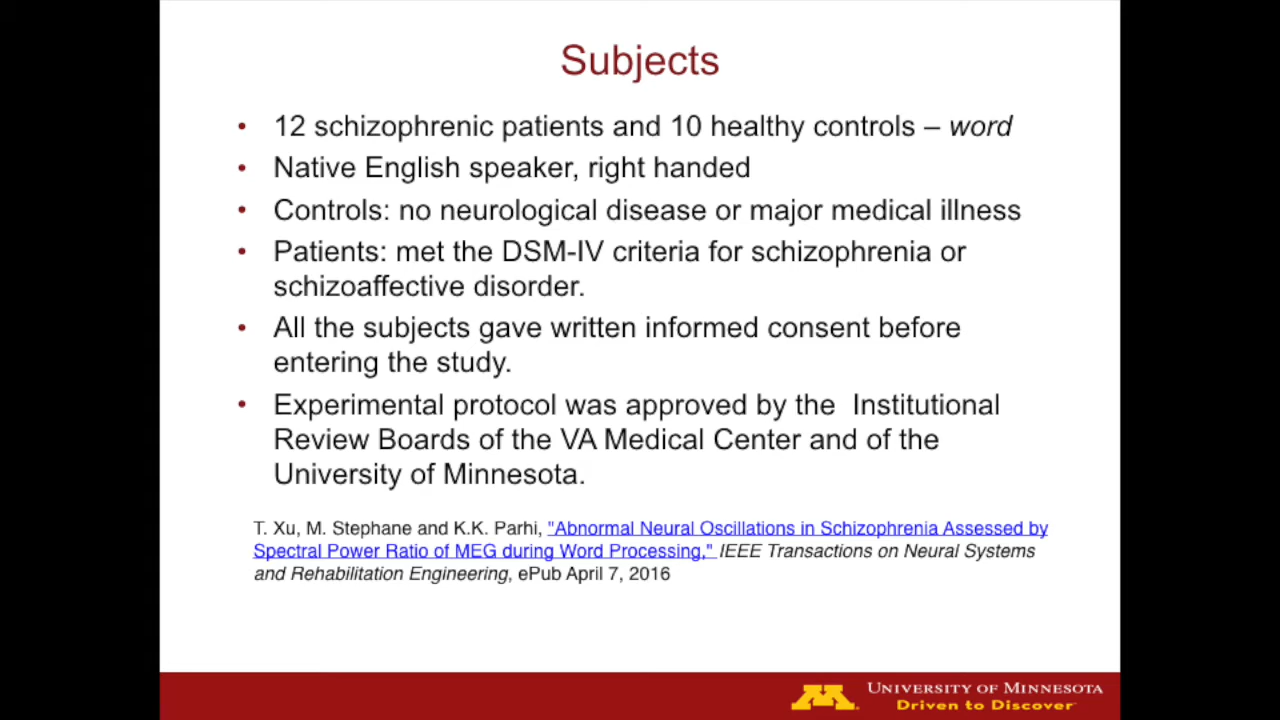 Subjects
• 12 schizophrenic patients and 10 healthy controls – word
• Native English speaker, right handed
• Controls: no neurological disease or major medical illness
• Patients: met the DSM-IV criteria for schizophrenia or
schizoaffective disorder.
• All the subjects gave written informed consent before
entering the study.
• Experimental protocol was approved by the  Institutional
Review Boards of the VA Medical Center and of the
University of Minnesota.
T. Xu, M. Stephane and K.K. Parhi, "Abnormal Neural Oscillations in Schizophrenia Assessed by
Spectral Power Ratio of MEG during Word Processing," IEEE Transactions on Neural Systems
and Rehabilitation Engineering, ePub April 7, 2016
M
University of Minnesota
Driven to Discover